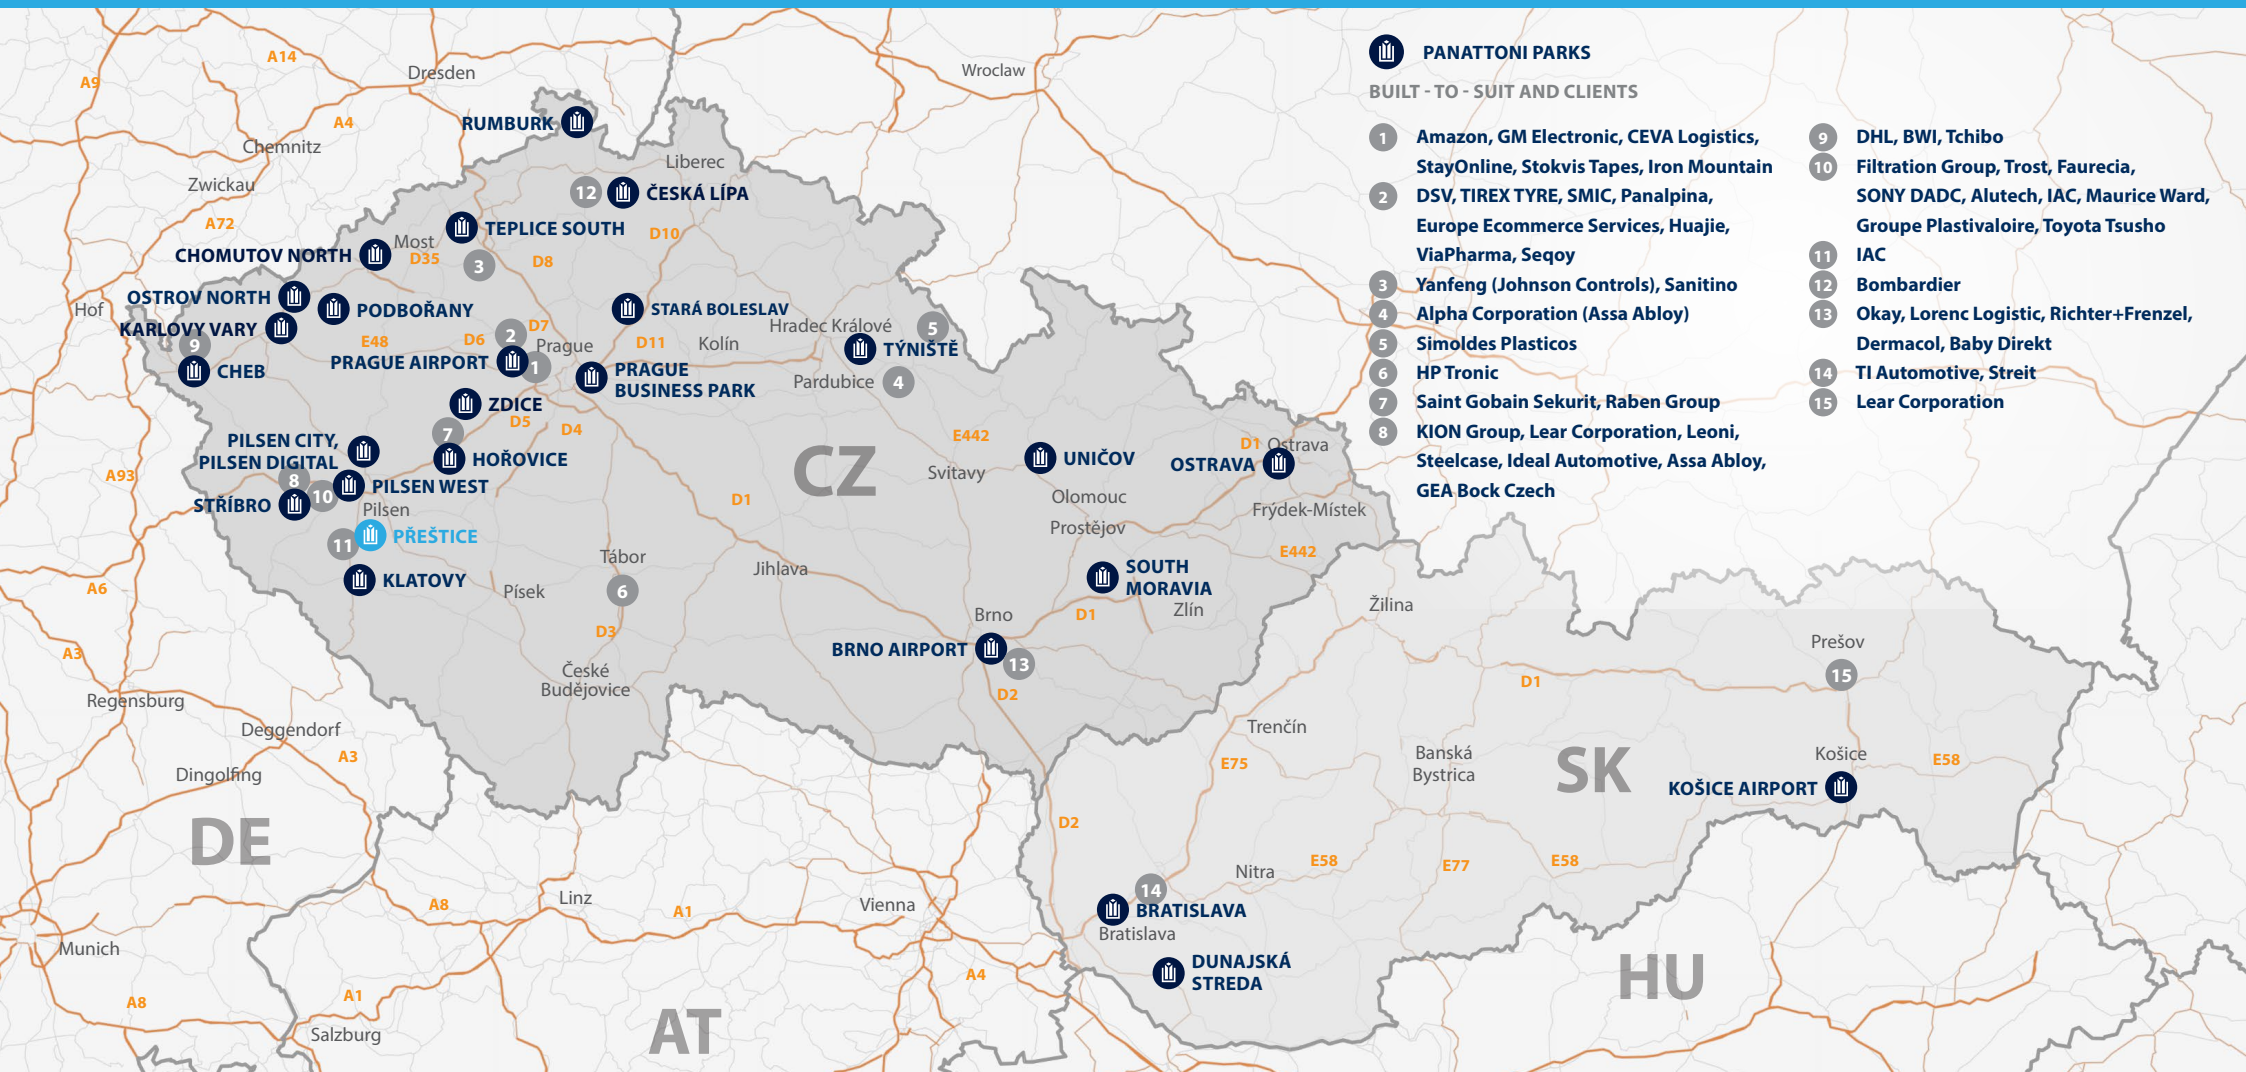 PANATTONI PARKS
BUILT - TO - SUIT AND CLIENTS
1 Amazon, GM Electronic, CEVA Logistics,
StayOnline, Stokvis Tapes, Iron Mountain
2 DSV, TIREX TYRE, SMIC, Panalpina,
Europe Ecommerce Services, Huajie,
ViaPharma, Seqoy
3 Yanfeng (Johnson Controls), Sanitino
4 Alpha Corporation (Assa Abloy)
5 Simoldes Plasticos
6 HP Tronic
7 Saint Gobain Sekurit, Raben Group
8 KION Group, Lear Corporation, Leoni,
Steelcase, Ideal Automotive, Assa Abloy,
GEA Bock Czech
9 DHL, BWI, Tchibo
10 Filtration Group, Trost, Faurecia,
SONY DADC, Alutech, IAC, Maurice Ward,
Groupe Plastivaloire, Toyota Tsusho
11 IAC
12 Bombardier
13 Okay, Lorenc Logistic, Richter+Frenzel,
Dermacol, Baby Direkt
14 TI Automotive, Streit
15 Lear Corporation
A14
A9
Dresden
Wroclaw
A4
RUMBURK
Chemnitz
Liberec
Zwickau
12
ČESKÁ LÍPA
A72
TEPLICE SOUTH
D10
Most
CHOMUTOV NORTH
D35
3
D8
OSTROV NORTH
Hof
PODBOŘANY
STARÁ BOLESLAV
KARLOVY VARY
Hradec Králové
5
D7
2
9
E48
D6
Prague
D11
Kolín
TÝNIŠTĚ
PRAGUE AIRPORT
1
CHEB
PRAGUE
BUSINESS PARK
Pardubice
4
ZDICE
D5
D4
7
PILSEN CITY,
PILSEN DIGITAL
HOŘOVICE
E442
CZ
D1
Ostrava
UNIČOV
OSTRAVA
A93
Svitavy
8
10
PILSEN WEST
STŘÍBRO
Pilsen
D1
Olomouc
Frýdek-Místek
Prostějov
11
PŘEŠTICE
E442
Tábor
Jihlava
KLATOVY
SOUTH
MORAVIA
A6
Písek
6
Žilina
Zlín
Brno
D1
D3
A3
BRNO AIRPORT
13
Prešov
15
České
Budějovice
D1
D2
Regensburg
Deggendorf
Trenčín
A3
Banská
Bystrica
SK
Košice
E75
E58
Dingolfing
KOŠICE AIRPORT
D2
DE
E58
E77
E58
Nitra
14
Linz
A8
A1
Vienna
BRATISLAVA
Bratislava
Munich
DUNAJSKÁ
STREDA
A4
HU
A8
A1
Salzburg
AT